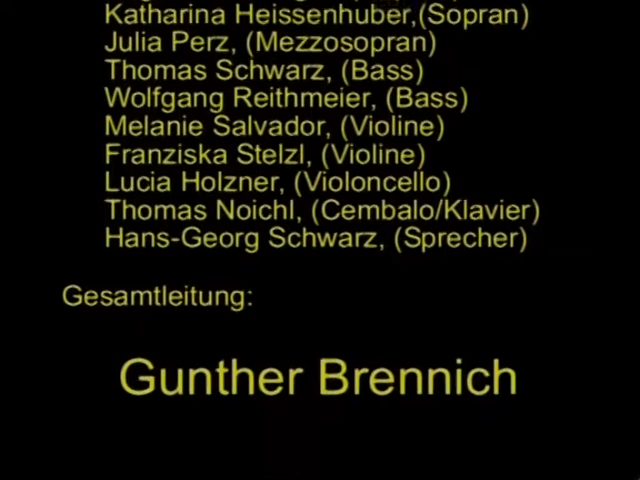 Katharina Heissenhuber,(Sopran)
Julia Perz, (Mezzosopran)
Thomas Schwarz, (Bass)
Wolfgang Reithmeier, (Bass)
Melanie Salvador, (Violine)
Franziska Stelzl, (Violine)
Lucia Holzner, (Violoncello)
Thomas Noichl, (Cembalo/Klavier)
Hans-Georg Schwarz, (Sprecher)
Gesamtleitung:
Gunther Brennich